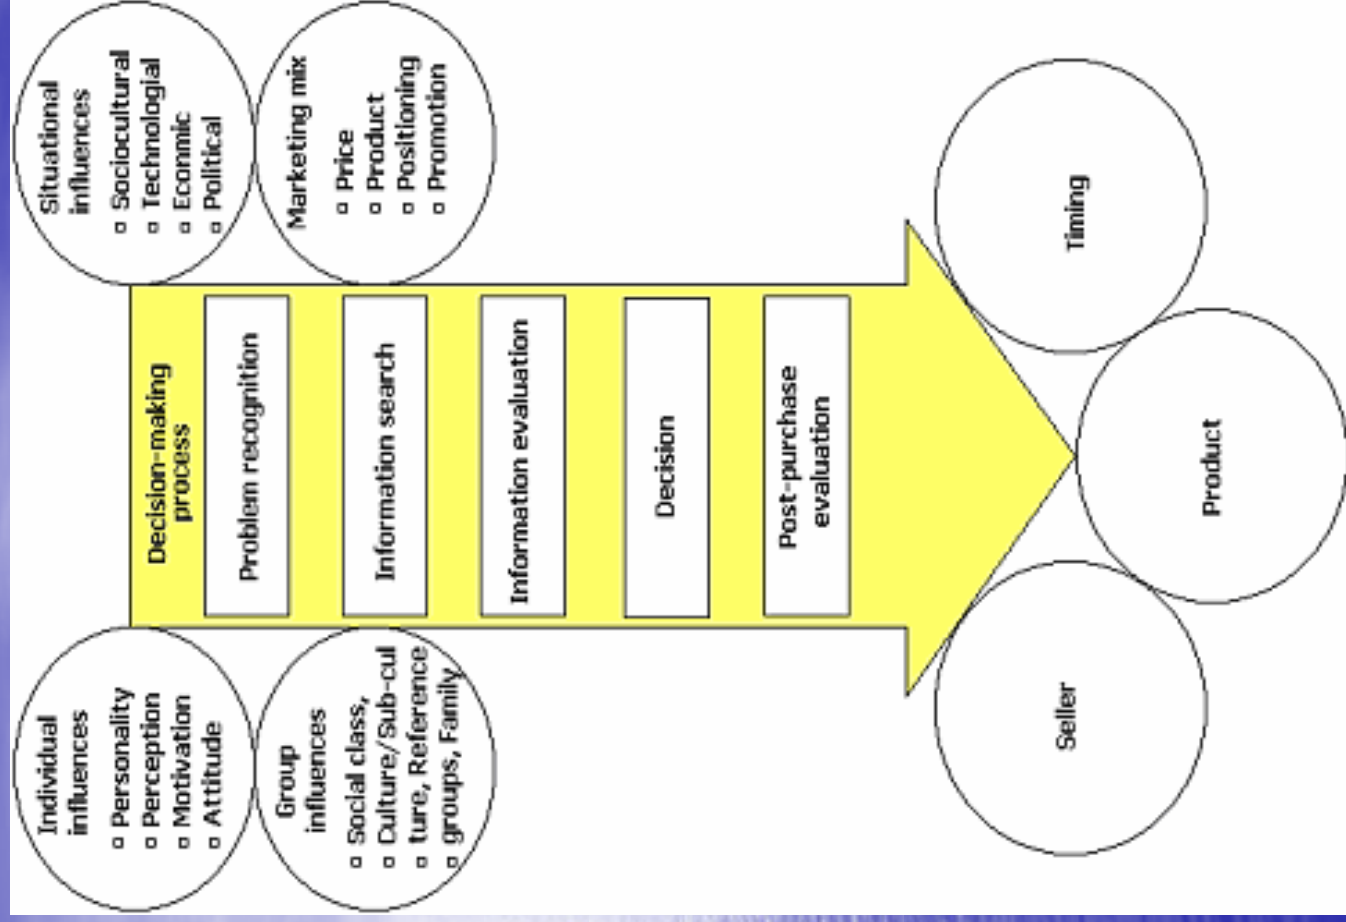 Individual
influences
▫ Personality
▫ Perception
▫ Motivation
▫ Attitude
Group
influences
▫ Social class,
▫ Culture/Sub-cul
▫ ture, Reference
▫ groups, Family
Decision-making
process
Problem recognition
Information search
Information evaluation
Decision
Post-purchase
evaluation
Situational
influences
▫ Sociocultural
▫ Technologial
▫ Econmic
▫ Political
Marketing mix
▫ Price
▫ Product
▫ Positioning
▫ Promotion
Seller
Product
Timing